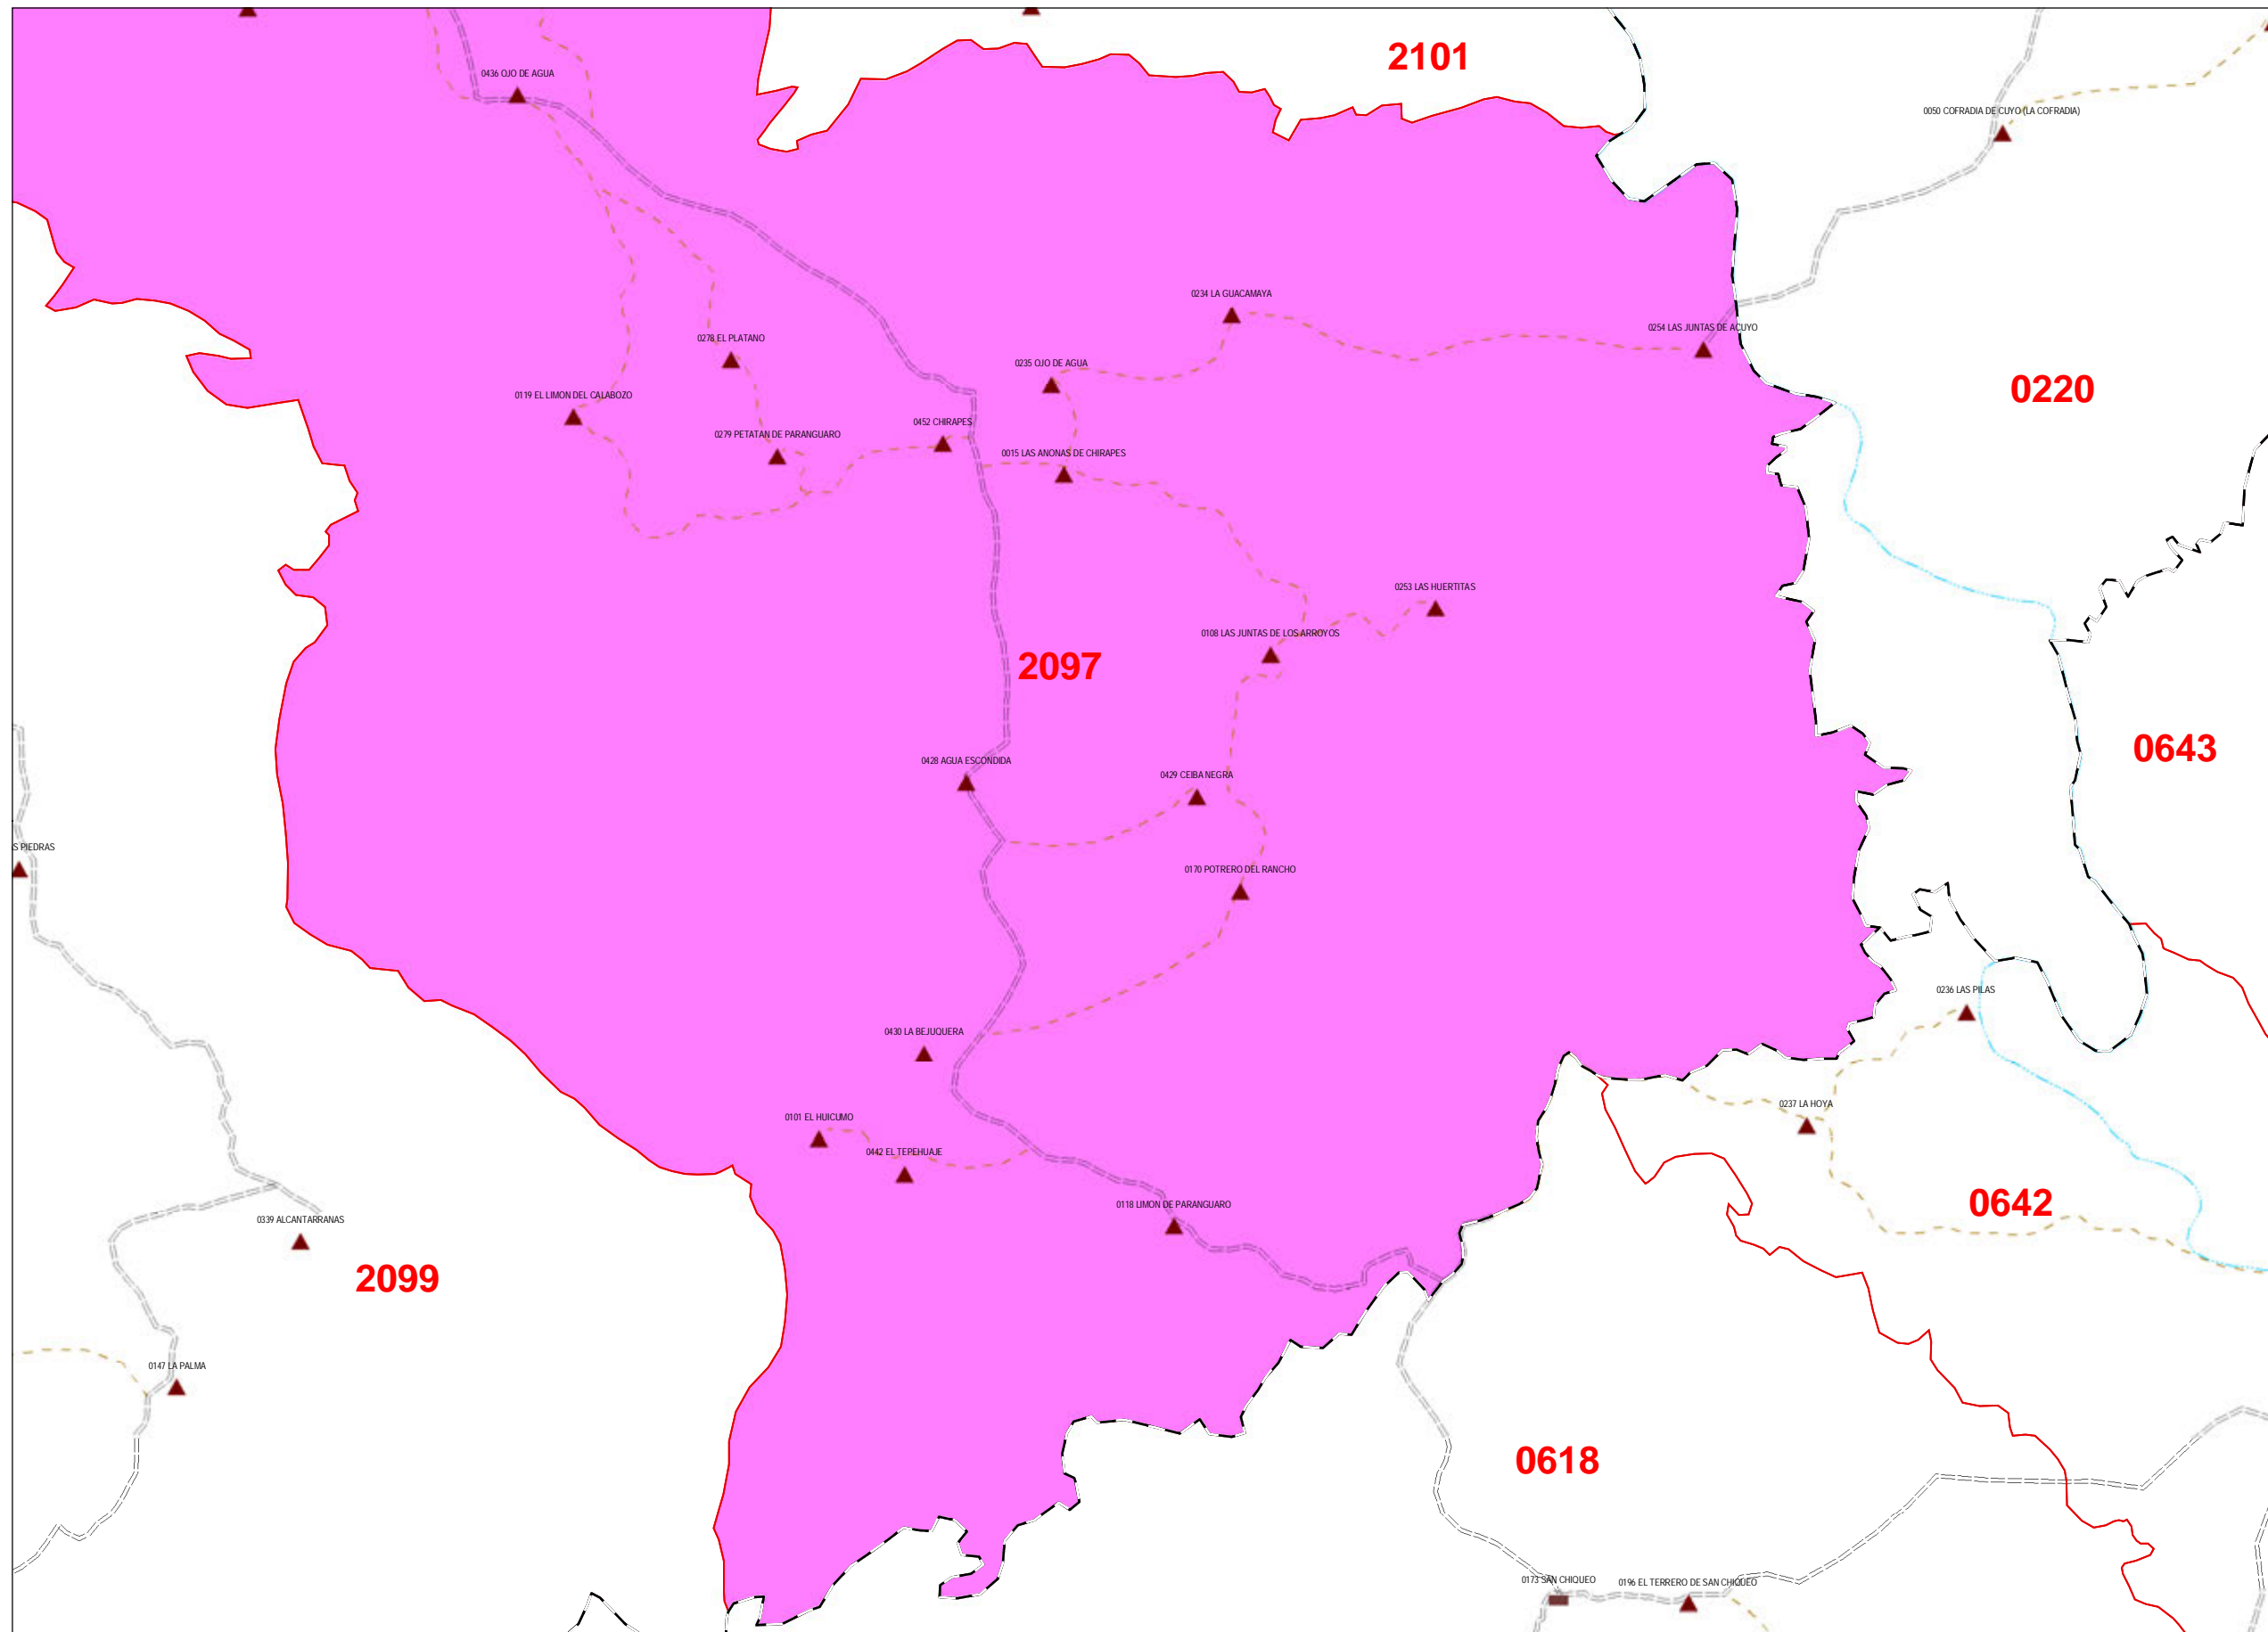 2101
0436 OJO DE AGUA
0050 COFRADIA DE CUYO (LA COFRADIA)
0234 LA GUACAMAYA
0254 LAS JUNTAS DE ACUYO
0278 EL PLATANO
0235 OJO DE AGUA
0220
0119 EL LIMON DEL CALABOZO
0452 CHIRAPES
0279 PETATAN DE PARANGUARO
0015 LAS ANONAS DE CHIRAPES
0253 LAS HUERTITAS
0108 LAS JUNTAS DE LOS ARROYOS
2097
0643
0428 AGUA ESCONDIDA
0429 CEIBA NEGRA
S PIEDRAS
0170 POTRERO DEL RANCHO
0236 LAS PILAS
0430 LA BEJUQUERA
0237 LA HOYA
0101 EL HUICUMO
0442 EL TEPEHUAJE
0642
0118 LIMON DE PARANGUARO
0339 ALCANTARRANAS
2099
0147 LA PALMA
0618
0173 SAN CHIQUEO
0196 EL TERRERO DE SAN CHIQUEO